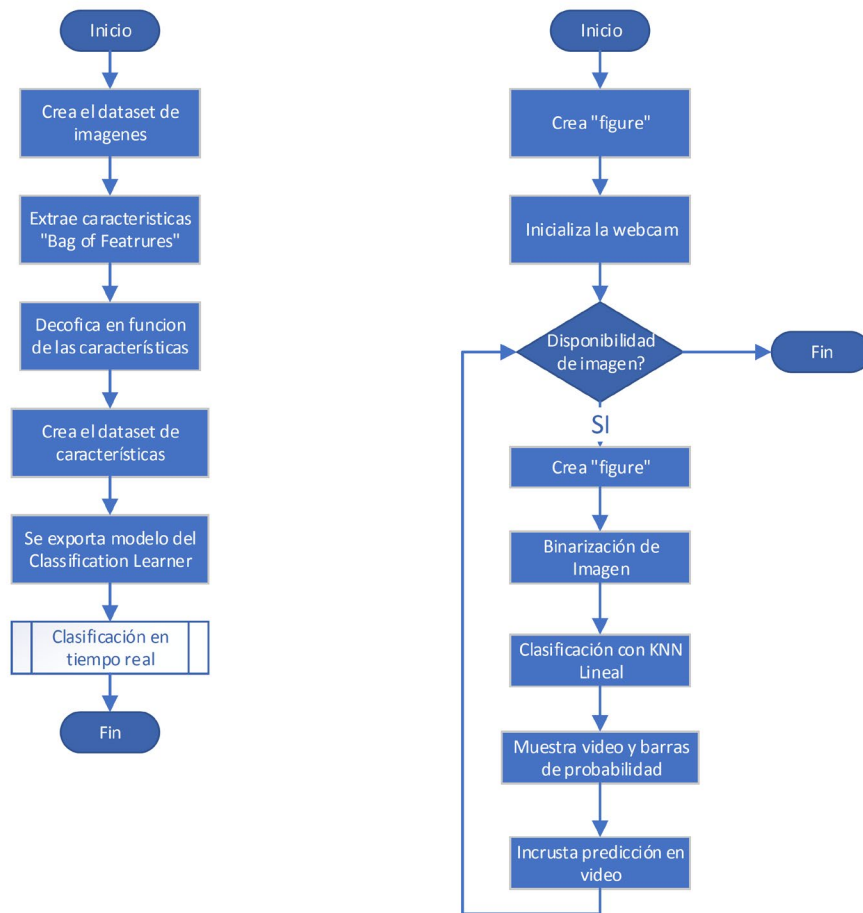 Inicio
Crea el dataset de
imagenes
Extrae caracteristicas
"Bag of Featrures"
Decofica en funcion
de las características
Crea el dataset de
características
Se exporta modelo del
Classification Learner
Clasificación en
tiempo real
Fin
Inicio
Crea "figure"
Inicializa la webcam
Disponibilidad
de imagen?
Fin
SI
Crea "figure"
Binarización de
Imagen
Clasificación con KNN
Lineal
Muestra video y barras
de probabilidad
Incrusta predicción en
video